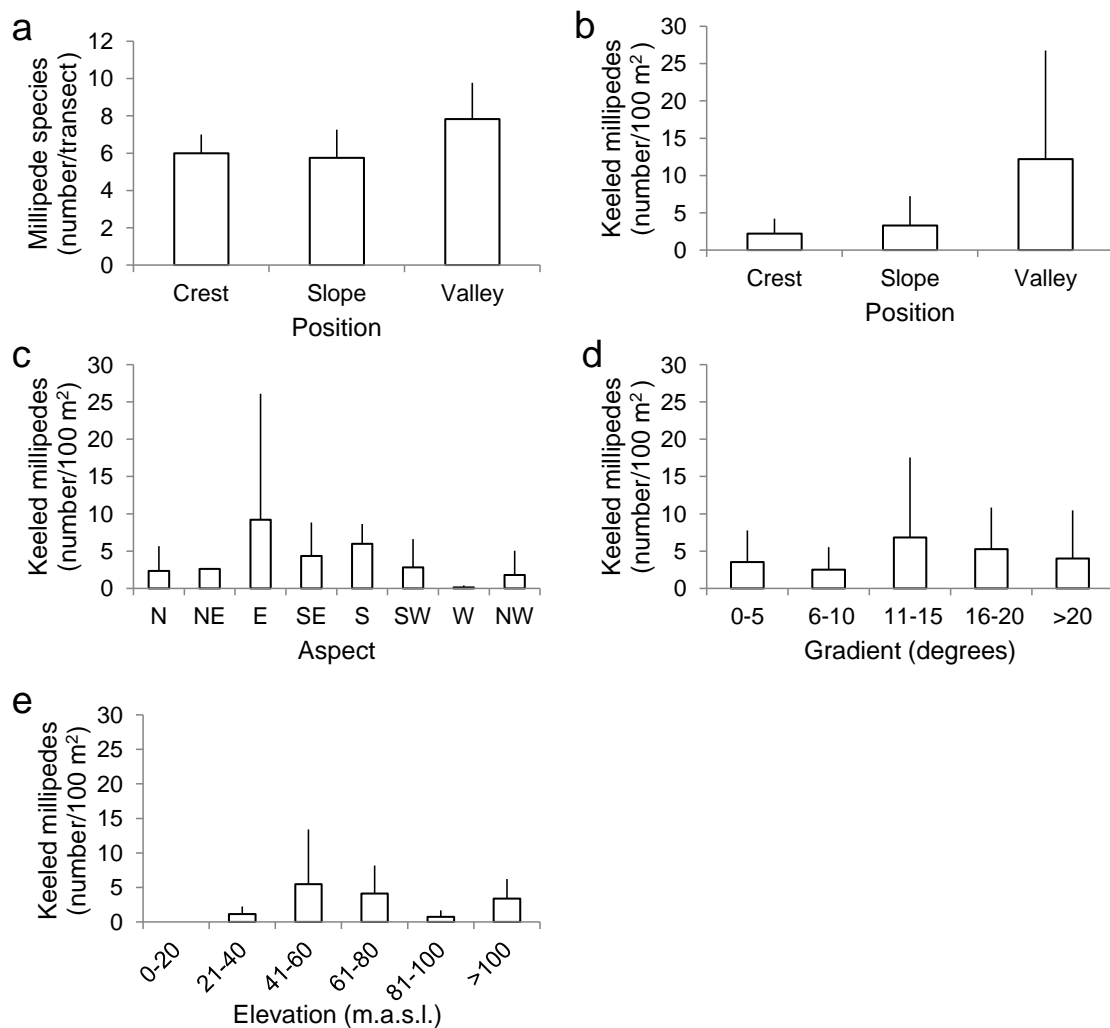 a
Millipede species
(number/transect)
12
10
8
6
4
2
0
Crest Slope Valley
Position
b
Keeled millipedes
(number/100 m²)
30
25
20
15
10
5
0
Crest Slope Valley
Position
c
Keeled millipedes
(number/100 m²)
30
25
20
15
10
5
0
N NE E SE S SW W NW
Aspect
d
Keeled millipedes
(number/100 m²)
30
25
20
15
10
5
0
0-5 6-10 11-15 16-20 >20
Gradient (degrees)
e
Keeled millipedes
(number/100 m²)
30
25
20
15
10
5
0
0-20 21-40 41-60 61-80 81-100 >100
Elevation (m.a.s.l.)